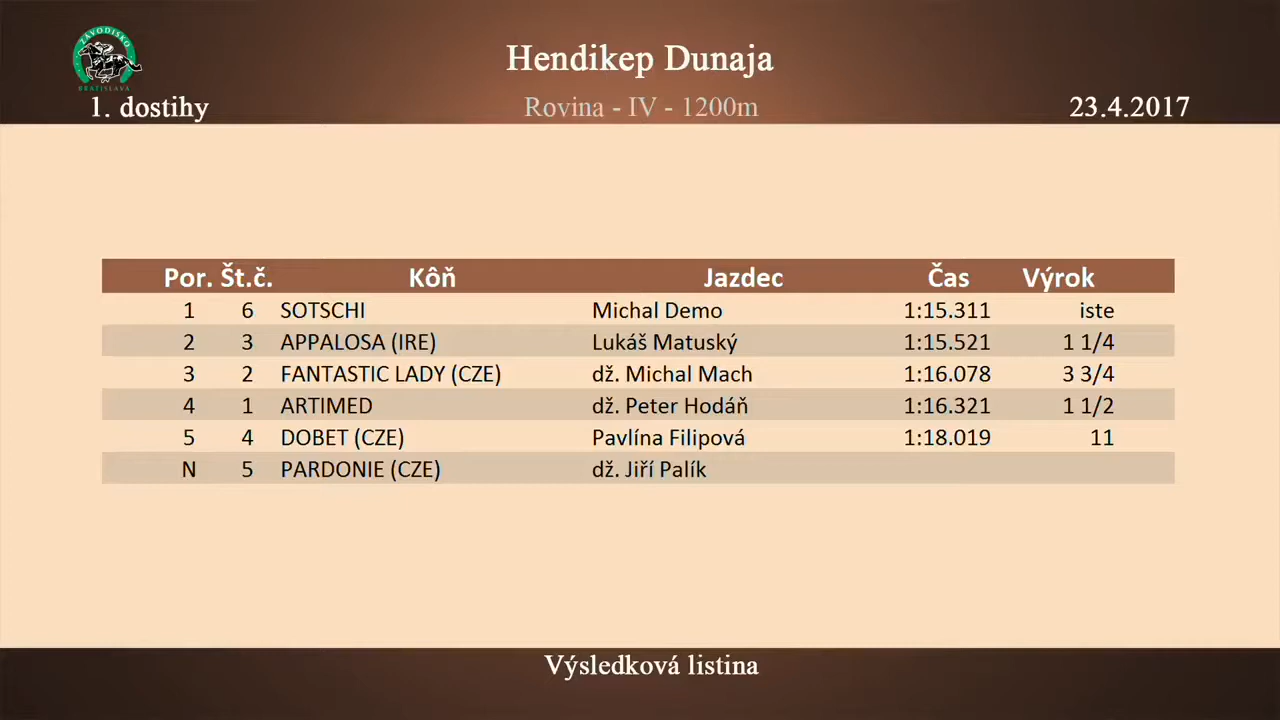 ZÁVODISKO
BRATISLAVA
Hendikep Dunaja
1. dostihy
Rovina - IV - 1200m
23.4.2017
Por. Št.č. Kôň Jazdec Čas Výrok
1 6 SOTSCHI Michal Demo 1:15.311 iste
2 3 APPALOSA (IRE) Lukáš Matuský 1:15.521 1 1/4
3 2 FANTASTIC LADY (CZE) dž. Michal Mach 1:16.078 3 3/4
4 1 ARTIMED dž. Peter Hodáň 1:16.321 1 1/2
5 4 DOBET (CZE) Pavlína Filipová 1:18.019 11
N 5 PARDONIE (CZE) dž. Jiří Palík
Výsledková listina